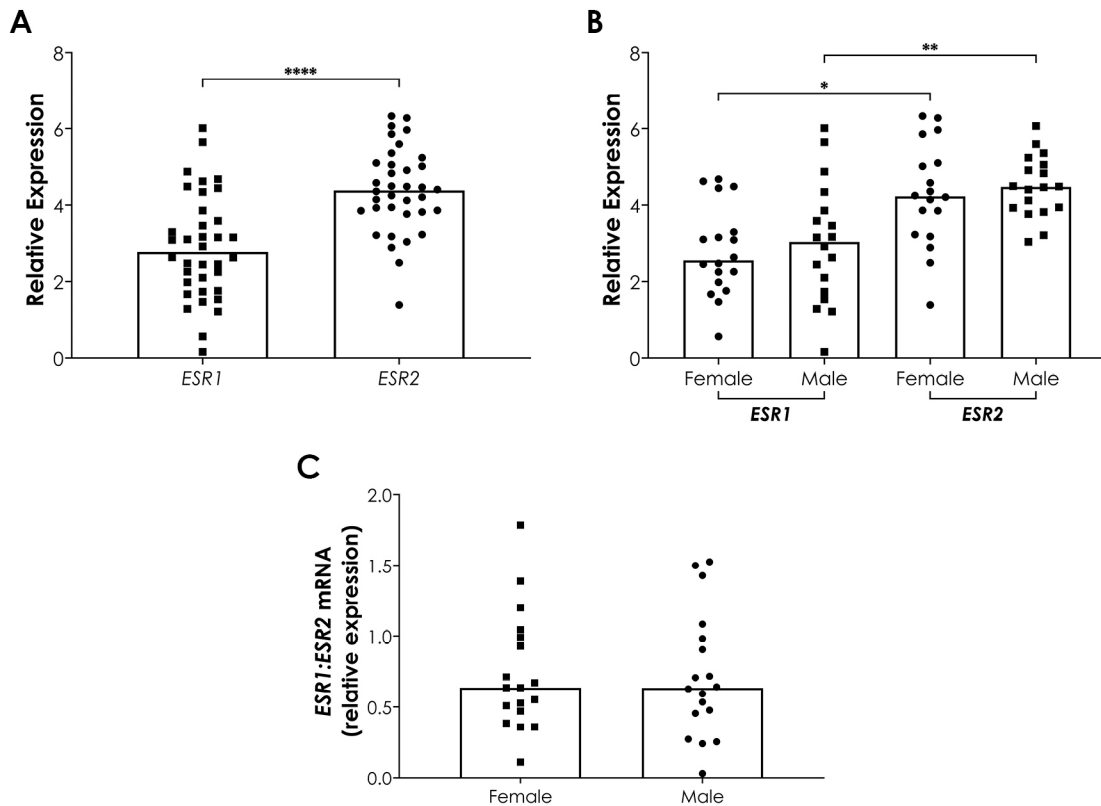 A
B
8
6
4
2
0
Relative Expression
****
ESR1
ESR2
8
6
4
2
0
Relative Expression
*
**
Female
Male
Female
Male
ESR1
ESR2
C
2.0
1.5
1.0
0.5
0.0
ESR1:ESR2 mRNA
(relative expression)
Female
Male